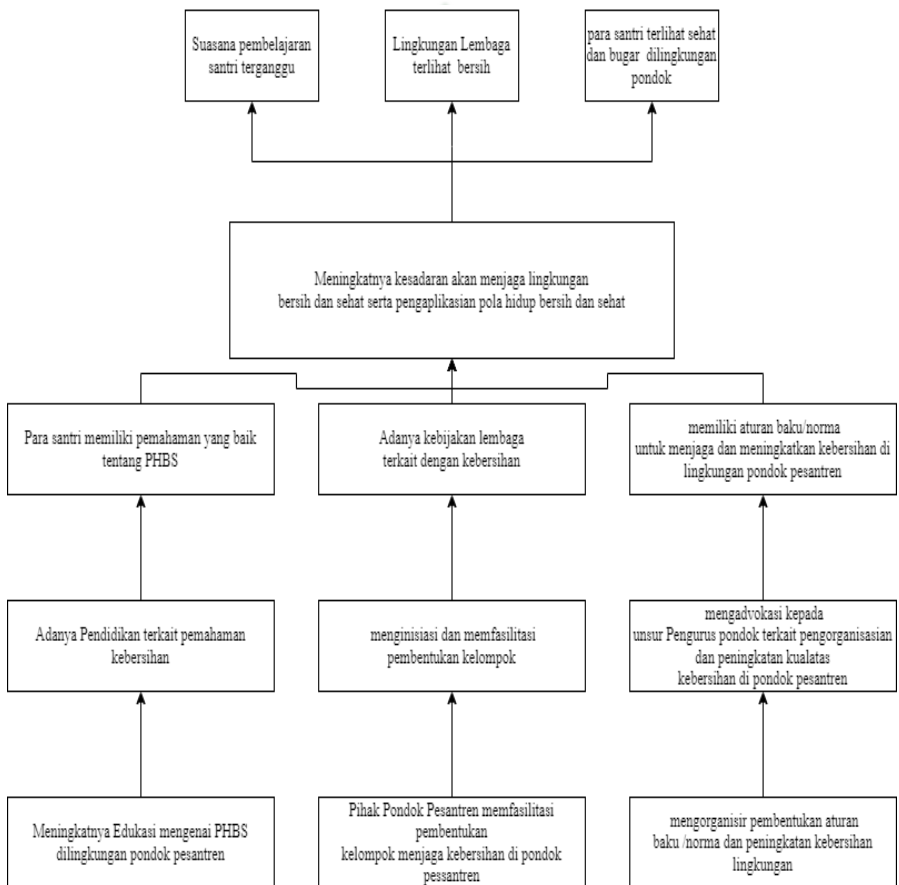 Suasana pembelajaran
santri terganggu
Lingkungan Lembaga
terlihat bersih
para santri terlihat sehat
dan bugar dilingkungan
pondok
Meningkatnya kesadaran akan menjaga lingkungan
bersih dan sehat serta pengaplikasian pola hidup bersih dan sehat
Para santri memiliki pemahaman yang baik
tentang PHBS
Adanya kebijakan lembaga
terkait dengan kebersihan
memiliki aturan baku/norma
untuk menjaga dan meningkatkan kebersihan di
lingkungan pondok pesantren
Adanya Pendidikan terkait pemahaman
kebersihan
menginisiasi dan memfasilitasi
pembentukan kelompok
mengadvokasi kepada
unsur Pengurus pondok terkait pengorganisasian
dan peningkatan kualatas
kebersihan di pondok pesantren
Meningkatnya Edukasi mengenai PHBS
dilingkungan pondok pesantren
Pihak Pondok Pesantren memfasilitasi
pembentukan
kelompok menjaga kebersihan di pondok
pessantren
mengorganisir pembentukan aturan
baku /norma dan peningkatan kebersihan
lingkungan